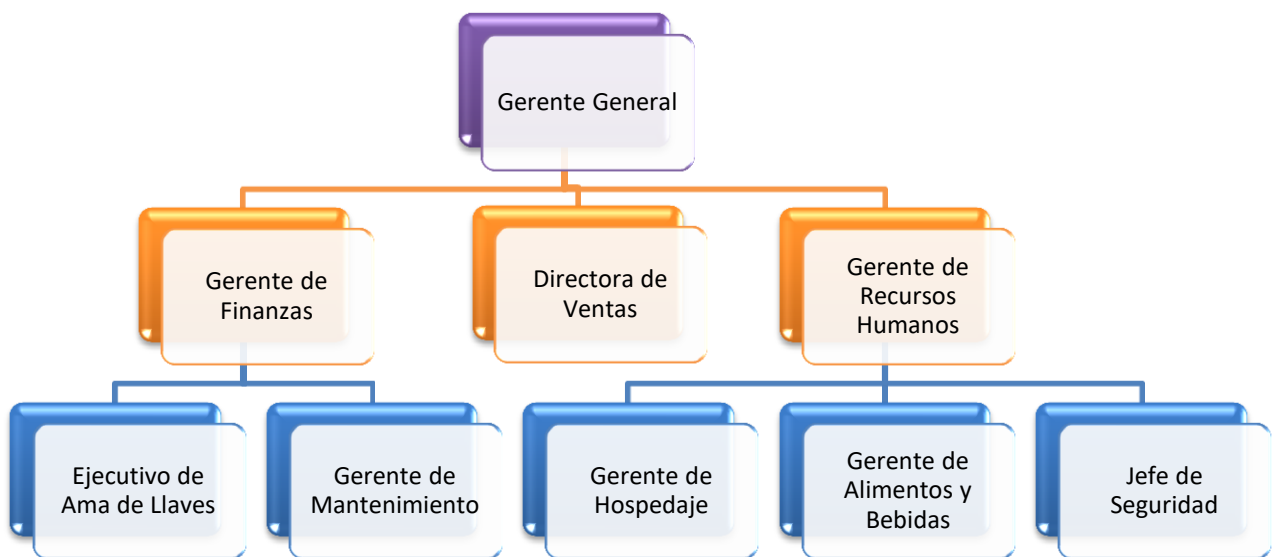 Gerente General
Gerente de
Finanzas
Directora de
Ventas
Gerente de
Recursos
Humanos
Ejecutivo de
Ama de Llaves
Gerente de
Mantenimiento
Gerente de
Hospedaje
Gerente de
Alimentos y
Bebidas
Jefe de
Seguridad